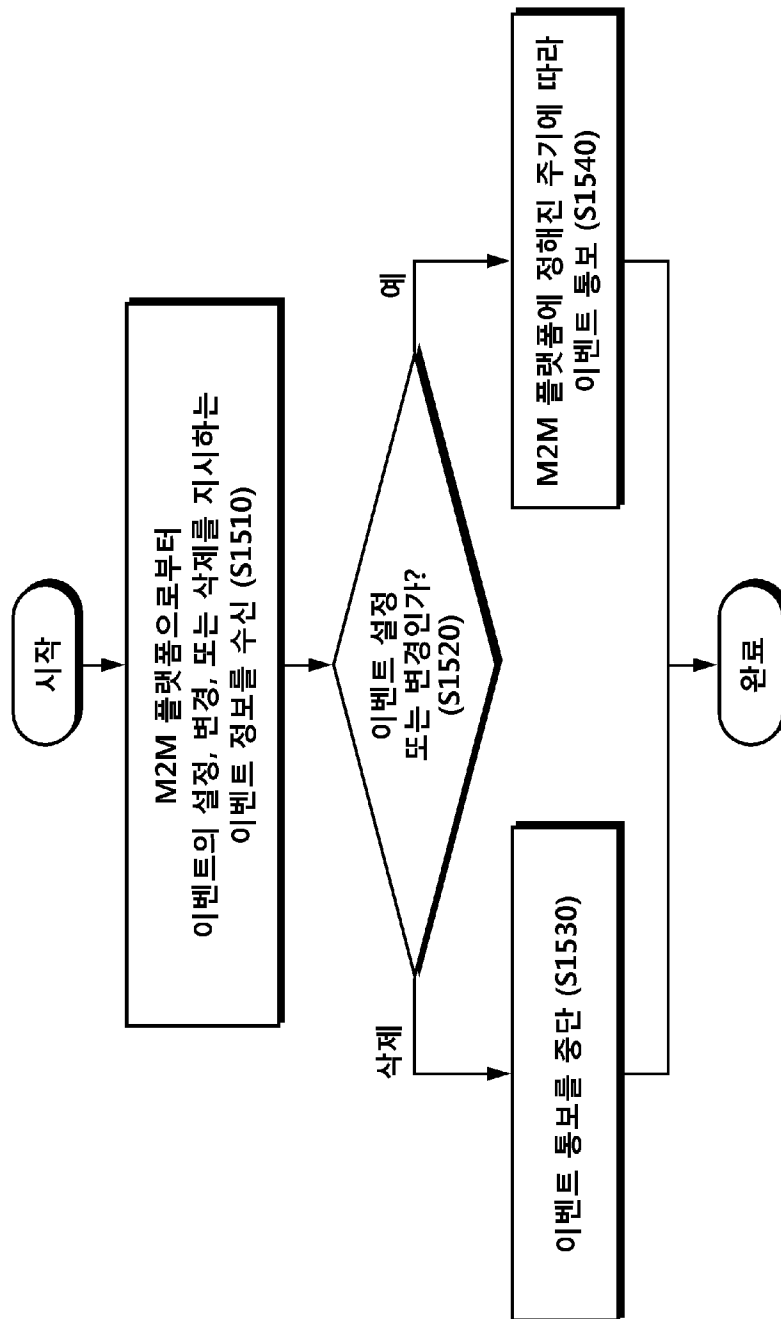 시작
M2M 플랫폼으로부터
이벤트의 설정, 변경, 또는 삭제를 지시하는
이벤트 정보를 수신 (S1510)
이벤트 설정
또는 변경인가?
(S1520)
삭제
예
이벤트 통보를 중단 (S1530)
M2M 플랫폼에 정해진 주기에 따라
이벤트 통보 (S1540)
완료